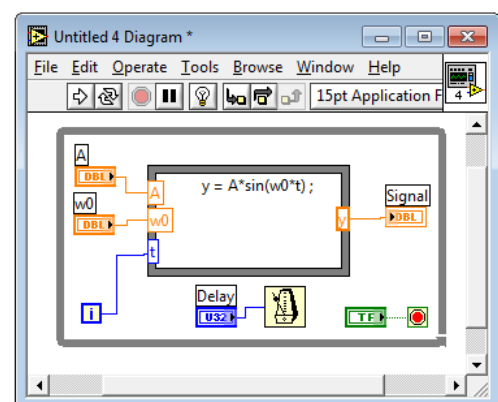 Untitled 4 Diagram *
File Edit Operate Tools Browse Window Help
15pt Application F
4
A
DBL
w0
DBL
A
w0
t
y = A*sin(w0*t) ;
y
Signal
DBL
i
Delay
U32
TF